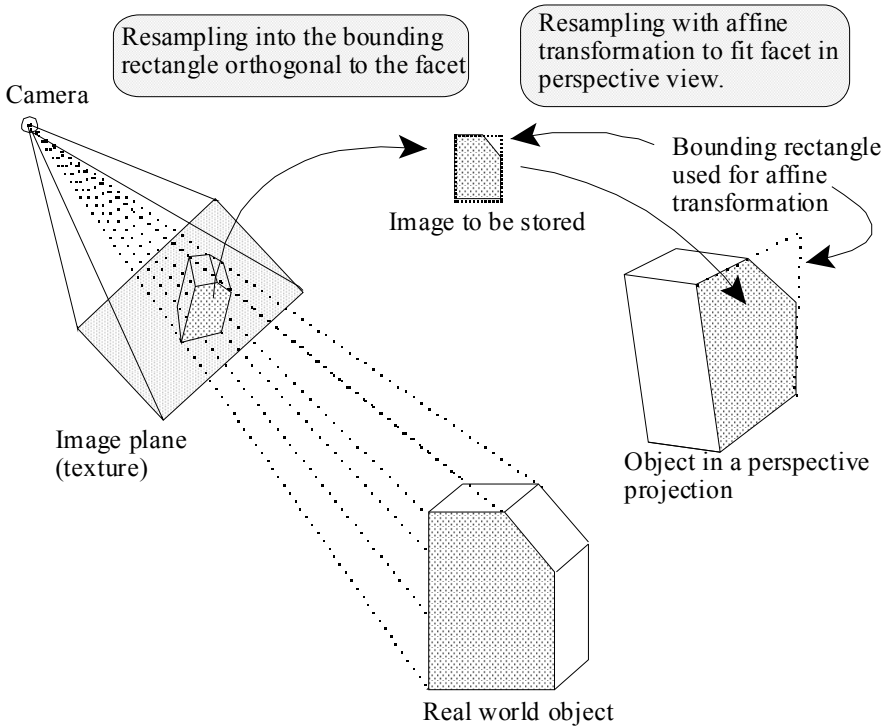 Resampling into the bounding
rectangle orthogonal to the facet
Resampling with affine
transformation to fit facet in
perspective view.
Camera
Bounding rectangle
used for affine
transformation
Image to be stored
Image plane
(texture)
Object in a perspective
projection
Real world object